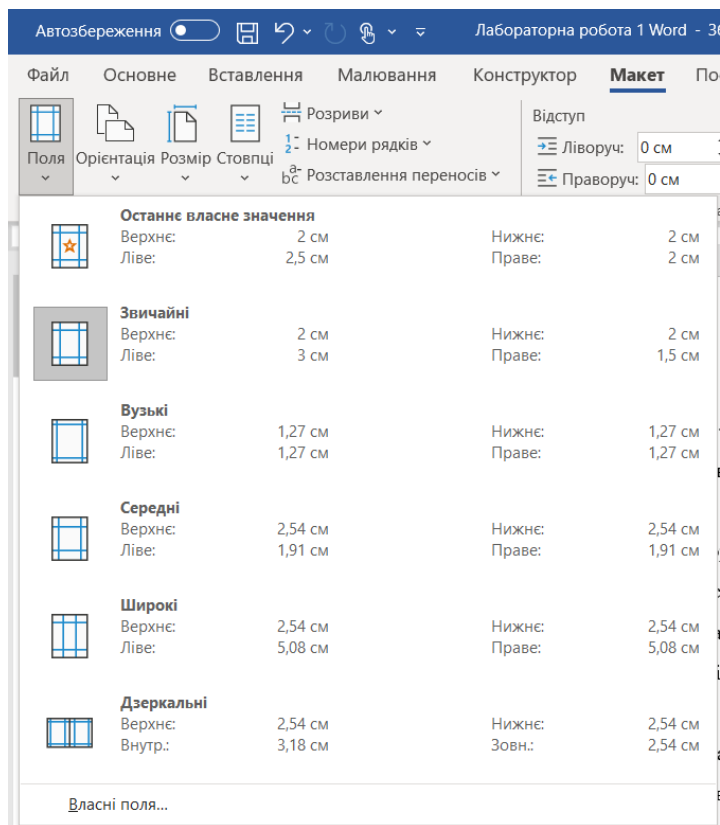 Автозбереження Лабораторна робота 1 Word - Зб
Файл Основне Вставлення Малювання Конструктор Макет По
Поля Орієнтація Розмір Стовпці
Розриви
Номери рядків
Розставлення переносів
Відступ
Ліворуч: 0 см
Праворуч: 0 см
Останнє власне значення
Верхнє: 2 см Нижнє: 2 см
Ліве: 2,5 см Праве: 2 см
Звичайні
Верхнє: 2 см Нижнє: 2 см
Ліве: 3 см Праве: 1,5 см
Вузькі
Верхнє: 1,27 см Нижнє: 1,27 см
Ліве: 1,27 см Праве: 1,27 см
Середні
Верхнє: 2,54 см Нижнє: 2,54 см
Ліве: 1,91 см Праве: 1,91 см
Широкі
Верхнє: 2,54 см Нижнє: 2,54 см
Ліве: 5,08 см Праве: 5,08 см
Дзеркальні
Верхнє: 2,54 см Нижнє: 2,54 см
Внутр.: 3,18 см Зовн.: 2,54 см
Власні поля...